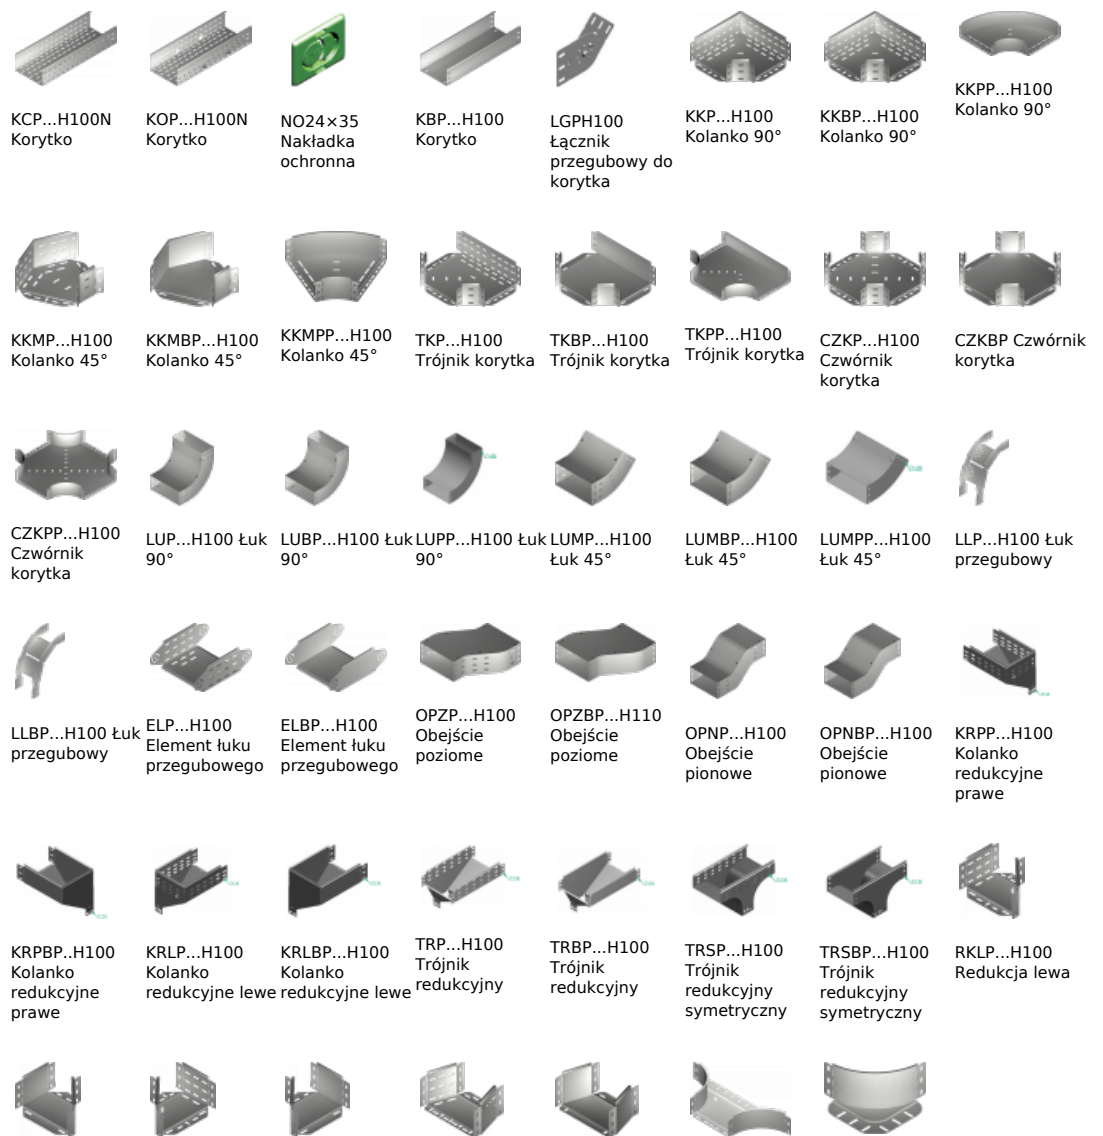 KCP...H100N
Korytko
KOP...H100N
Korytko
NO24×35
Nakładka
ochronna
KBP...H100
Korytko
LGPH100
Łącznik
przegubowy do
korytka
KKP...H100
Kolanko 90°
KKBP...H100
Kolanko 90°
KKPP...H100
Kolanko 90°
KKMP...H100
Kolanko 45°
KKMBP...H100
Kolanko 45°
KKMPP...H100
Kolanko 45°
TKP...H100
Trójnik korytka
TKBP...H100
Trójnik korytka
TKPP...H100
Trójnik korytka
CZKP...H100
Czwórnik
korytka
CZKBP Czwórnik
korytka
CZKPP...H100
Czwórnik
korytka
LUP...H100 Łuk
90°
LUBP...H100 Łuk
90°
LUPP...H100 Łuk
90°
LUMP...H100
Łuk 45°
LUMBP...H100
Łuk 45°
LUMPP...H100
Łuk 45°
LLP...H100 Łuk
przegubowy
LLBP...H100 Łuk
przegubowy
ELP...H100
Element łuku
przegubowego
ELBP...H100
Element łuku
przegubowego
OPZP...H100
Obejście
poziome
OPZBP...H110
Obejście
poziome
OPNP...H100
Obejście
pionowe
OPNBP...H100
Obejście
pionowe
KRPP...H100
Kolanko
redukcyjne
prawe
KRPBP...H100
Kolanko
redukcyjne
prawe
KRLP...H100
Kolanko
redukcyjne lewe
KRLBP...H100
Kolanko
redukcyjne lewe
TRP...H100
Trójnik
redukcyjny
TRBP...H100
Trójnik
redukcyjny
TRSP...H100
Trójnik
redukcyjny
symetryczny
TRSBP...H100
Trójnik
redukcyjny
symetryczny
RKLP...H100
Redukcja lewa